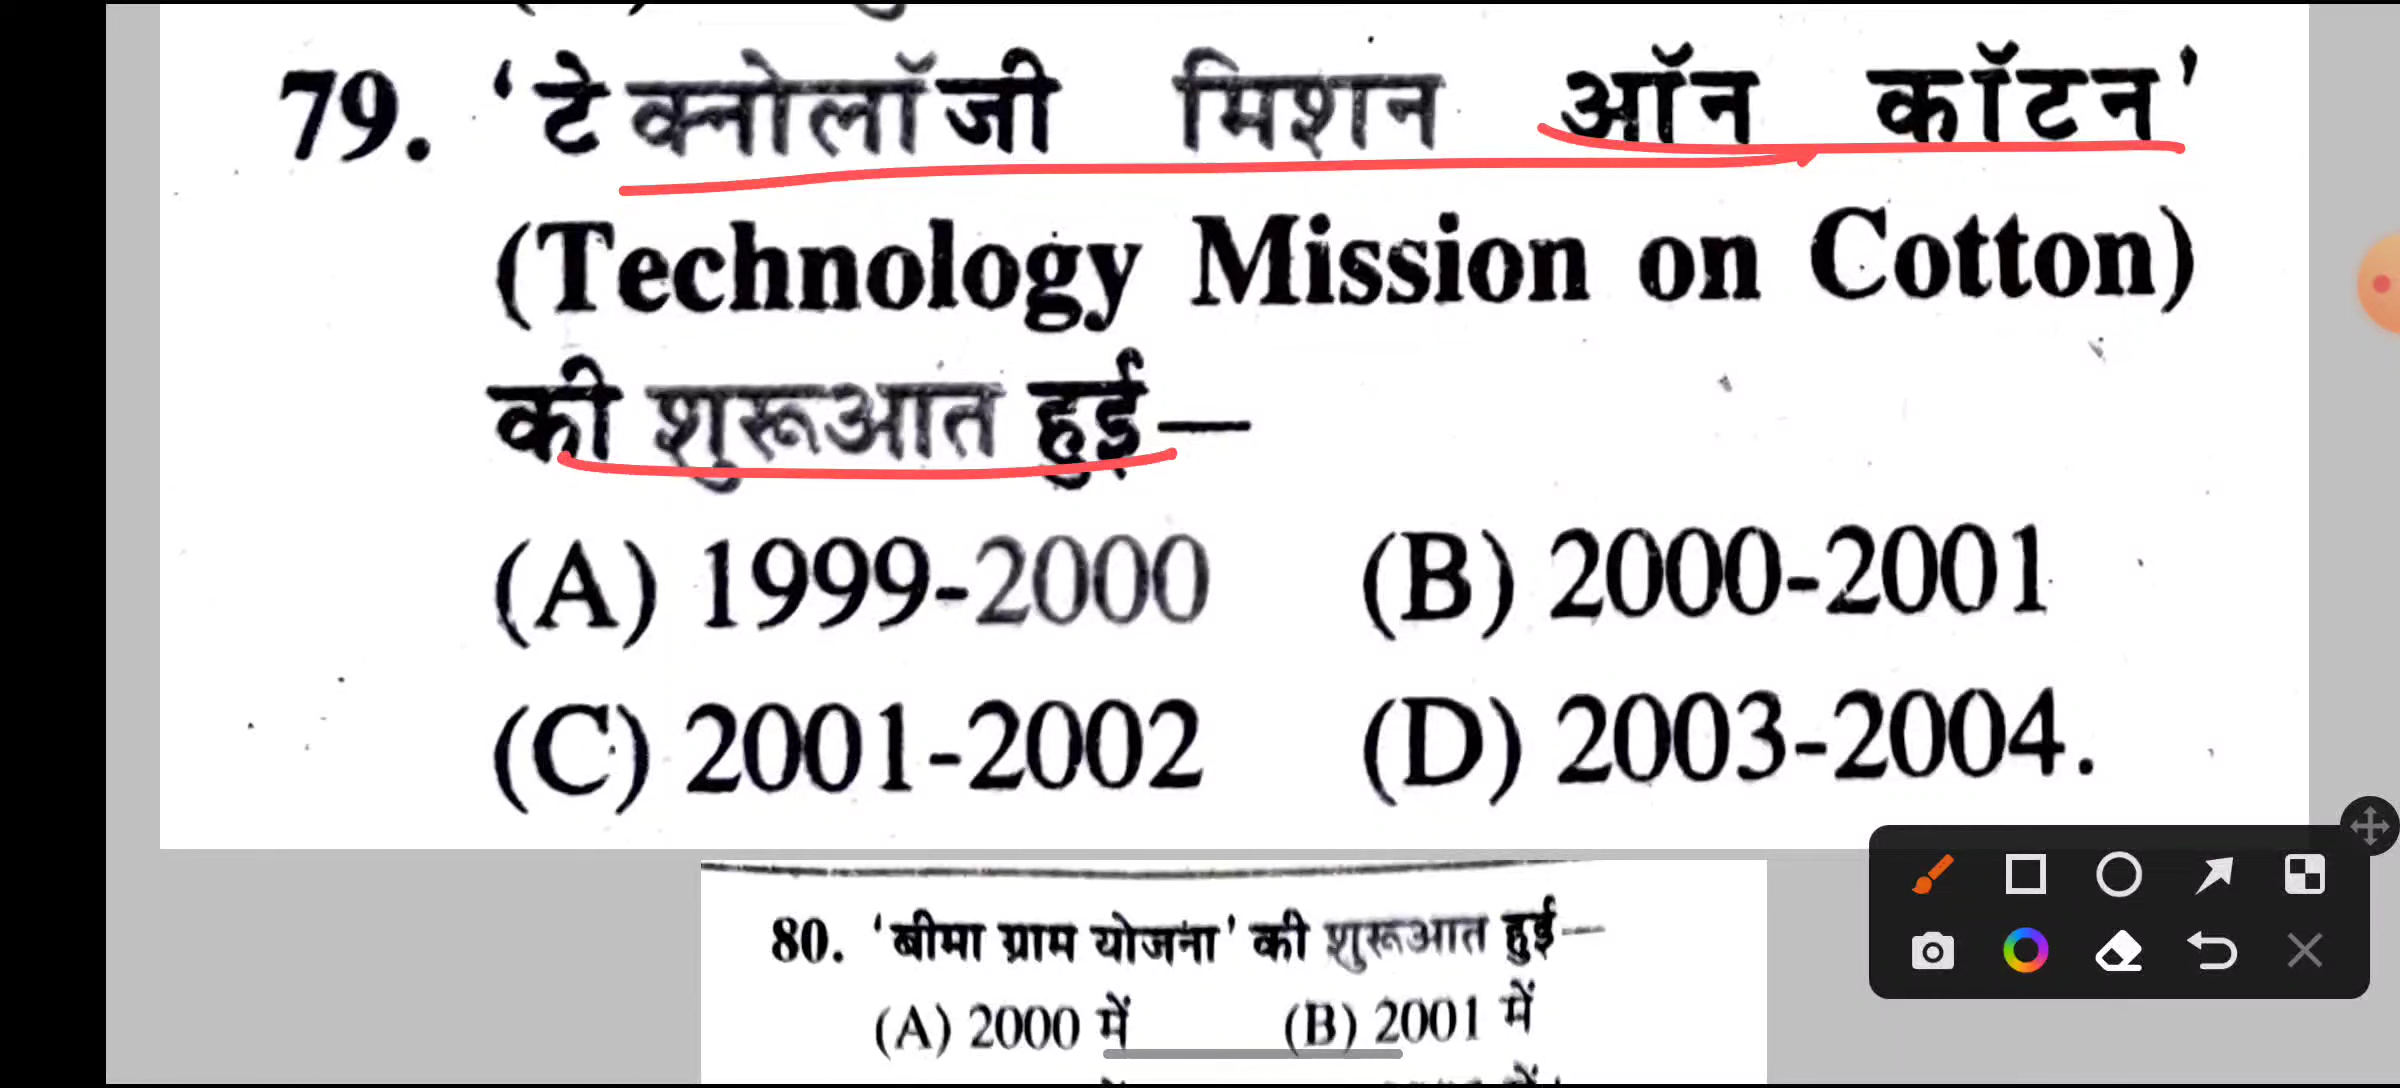 79. ‘टेक्नोलॉजी मिशन ऑन कॉटन’
(Technology Mission on Cotton)
की शुरूआत हुई—
(A) 1999-2000 (B) 2000-2001
(C) 2001-2002 (D) 2003-2004.
80. ‘बीमा ग्राम योजना’ की शुरूआत हुई—
(A) 2000 में (B) 2001 में